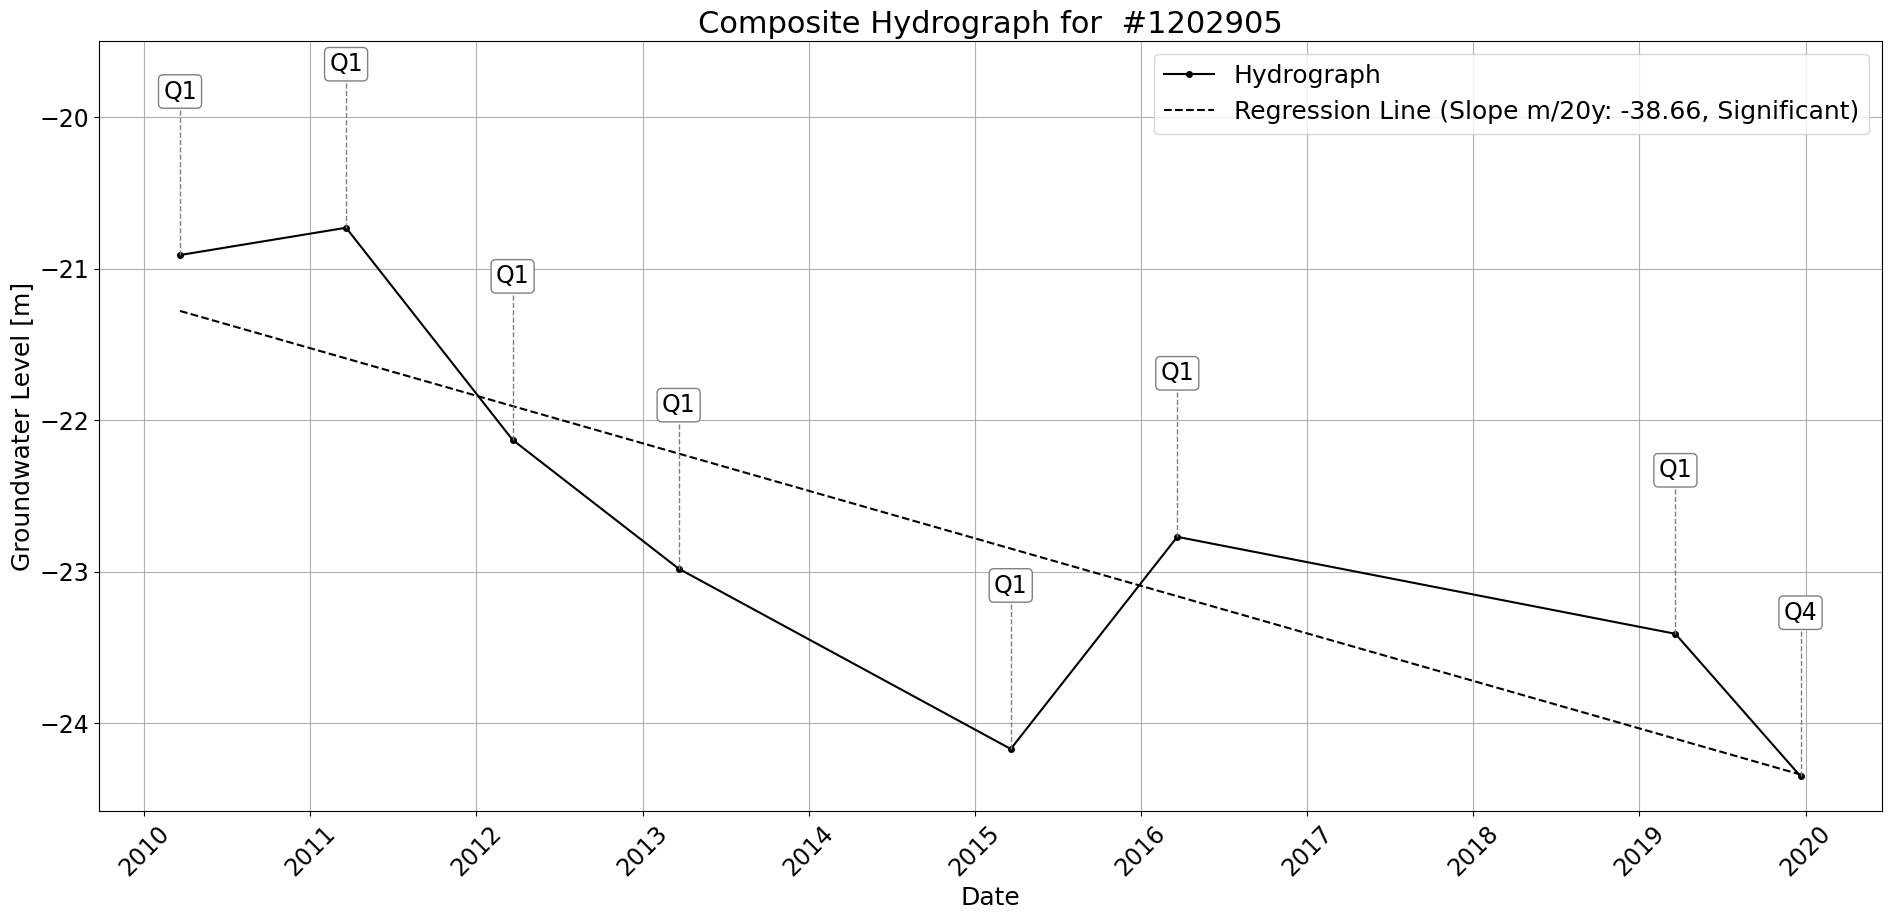 Composite Hydrograph for  #1202905
Hydrograph
Regression Line (Slope m/20y: -38.66, Significant)
Q1
Q1
Q1
Q1
Q1
Q1
Q1
Q4
Groundwater Level [m]
−20
−21
−22
−23
−24
2010
2011
2012
2013
2014
2015
2016
2017
2018
2019
2020
Date